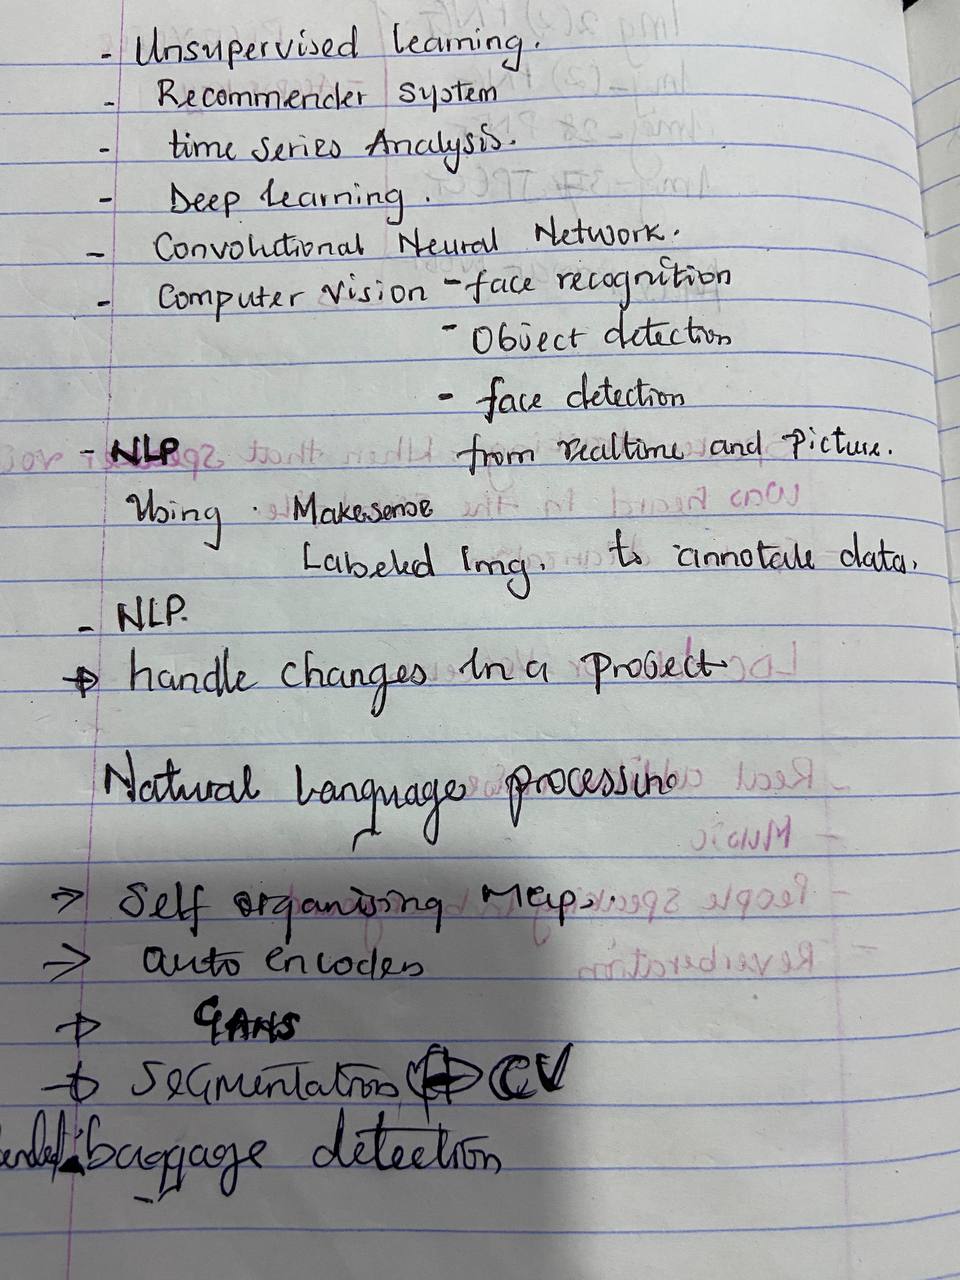 - Unsupervised learning.
- Recommender System
- time series Analysis.
- Deep learning.
- Convolutional Neural Network.
- Computer vision - face recognition
- Object detection
- face detection
- NLP from realtime and Picture.
Using . Makesense
Labeled Img. to annotate data.
- NLP.
→ handle changes In a project
Natural Language processing
→ Self organising Maps.
→ auto encoders
→ GANS
→ Segmentation CV
baggage detection